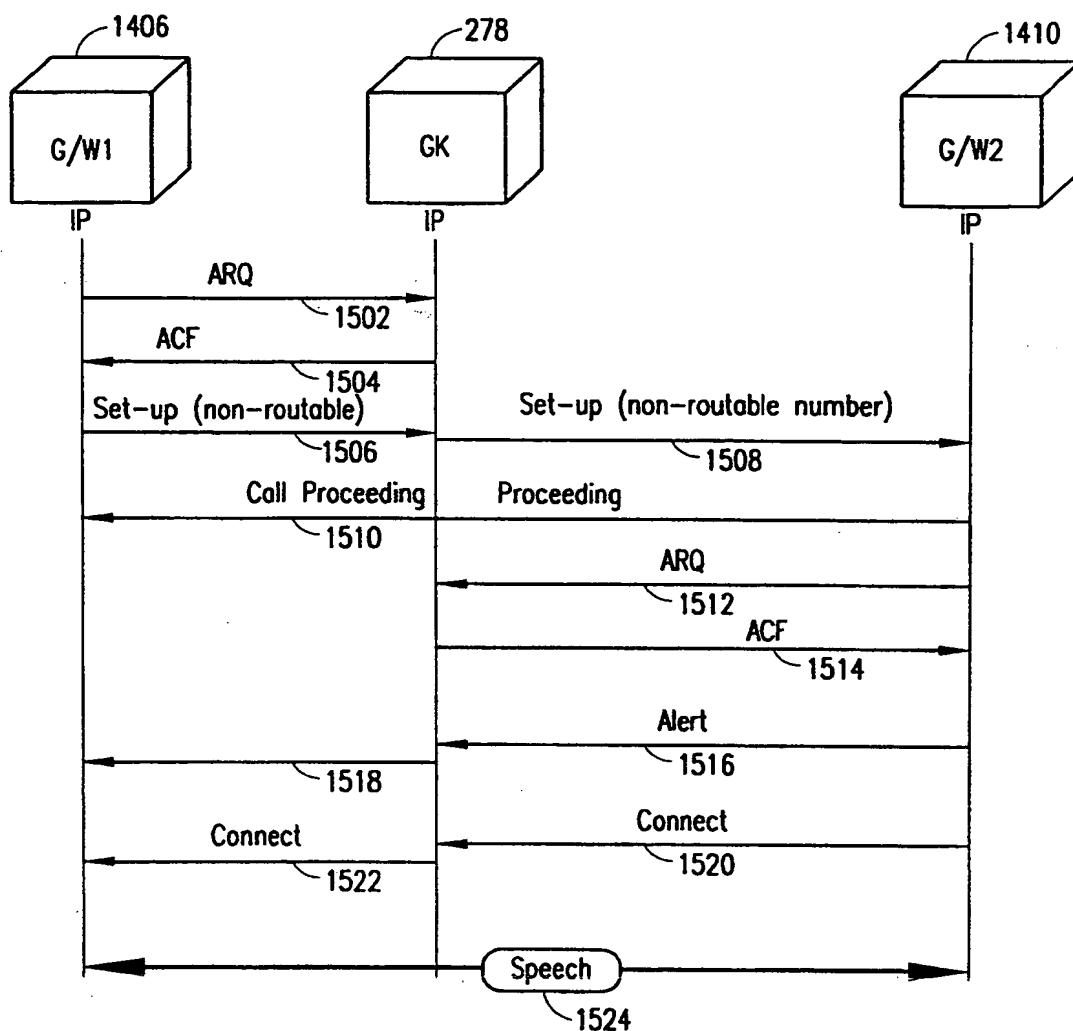 1406
278
1410
G/W1
GK
G/W2
IP
IP
IP
ARQ
1502
ACF
1504
Set-up (non-routable)
1506
Set-up (non-routable number)
1508
Call Proceeding
Proceeding
1510
ARQ
1512
ACF
1514
Alert
1516
1518
Connect
1520
Connect
1522
Speech
1524